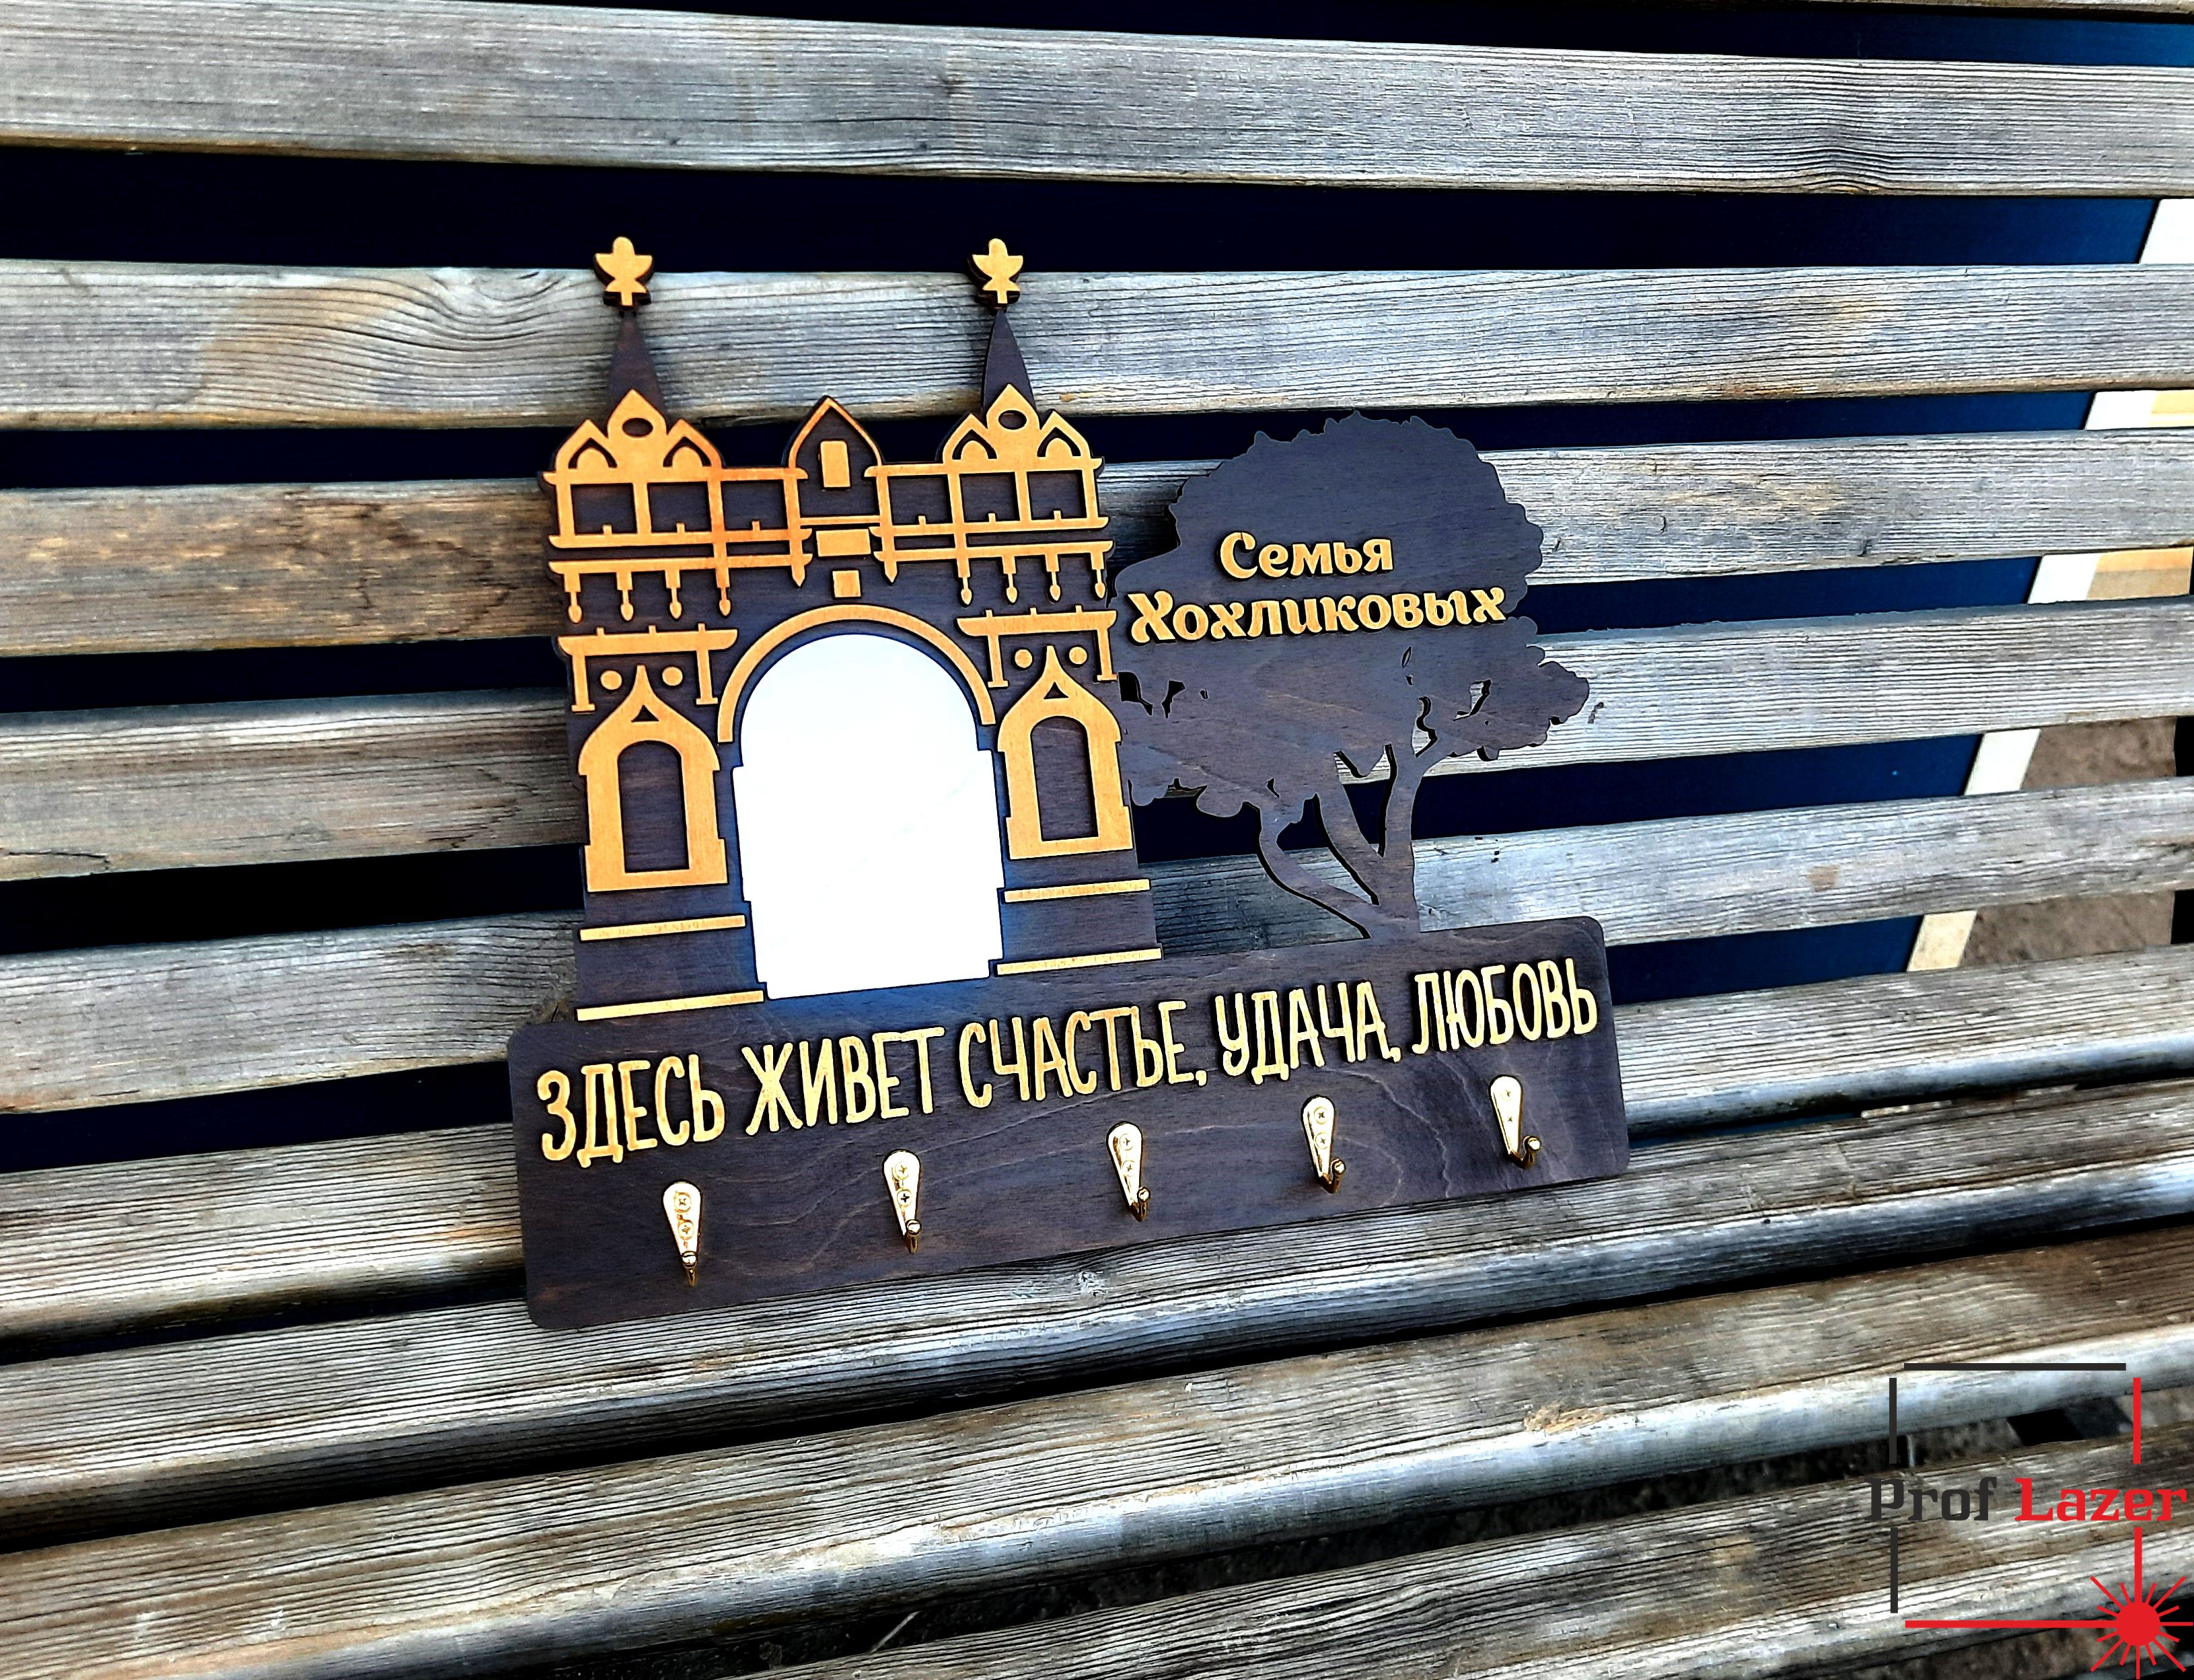 Семья
Хохликовых
ЗДЕСЬ ЖИВЕТ СЧАСТЬЕ, УДАЧА, ЛЮБОВЬ
Prof Lazer